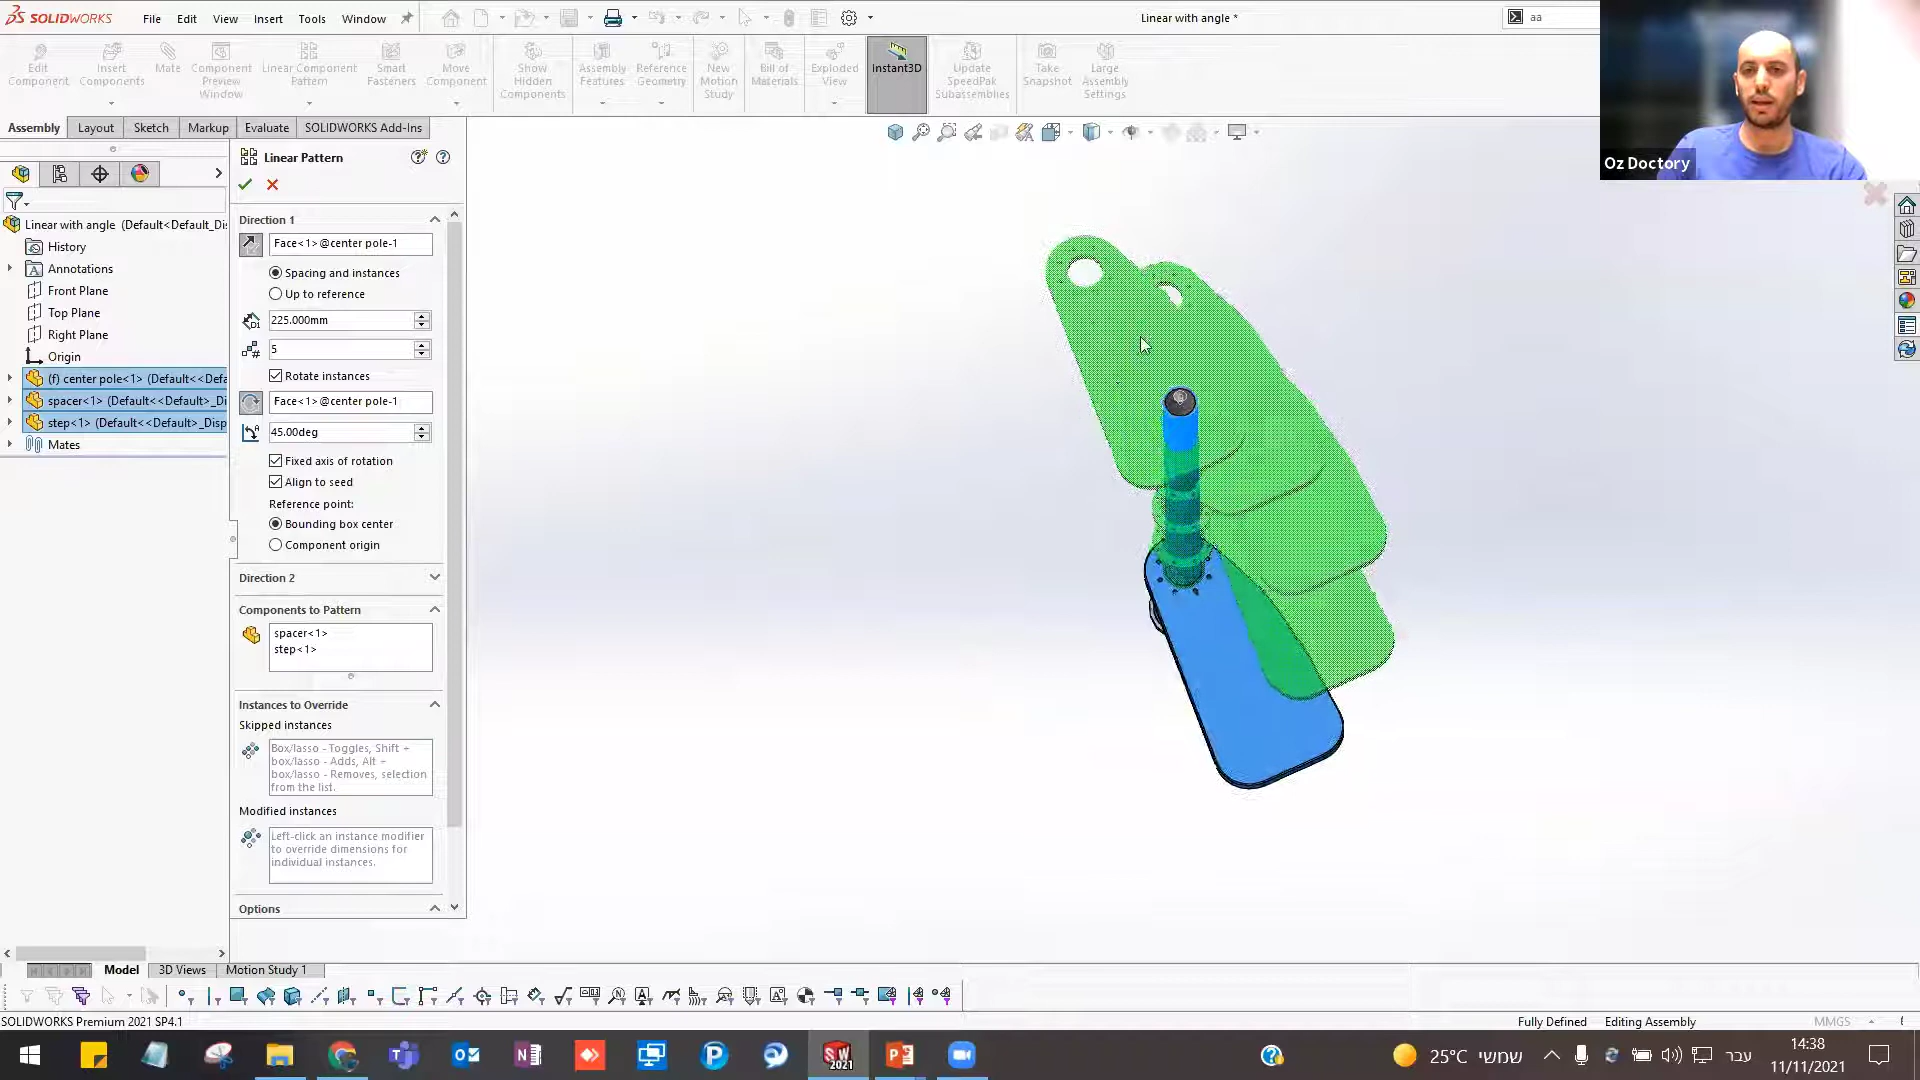 SOLIDWORKS File Edit View Insert Tools Window
Linear with angle *
aa
Edit Component
Insert Components
Mate
Component Preview Window
Linear Component Pattern
Smart Fasteners
Move Component
Show Hidden Components
Assembly Features
Reference Geometry
New Motion Study
Bill of Materials
Exploded View
Instant3D
Update SpeedPak Subassemblies
Take Snapshot
Large Assembly Settings
Oz Doctory
Assembly Layout Sketch Markup Evaluate SOLIDWORKS Add-Ins
Linear Pattern
Linear with angle (Default<Default_Di
History
Annotations
Front Plane
Top Plane
Right Plane
Origin
(f) center pole<1> (Default<<Defa
spacer<1> (Default<<Default>_Di
step<1> (Default<<Default>_Disp
Mates
Direction 1
Face<1>@center pole-1
Spacing and instances
Up to reference
225.000mm
5
Rotate instances
Face<1>@center pole-1
45.00deg
Fixed axis of rotation
Align to seed
Reference point:
Bounding box center
Component origin
Direction 2
Components to Pattern
spacer<1>
step<1>
Instances to Override
Skipped instances
Box/lasso - Toggles, Shift +
box/lasso - Adds, Alt +
box/lasso - Removes, selection
from the list.
Modified instances
Left-click an instance modifier
to override dimensions for
individual instances.
Options
Model 3D Views Motion Study 1
SOLIDWORKS Premium 2021 SP4.1
Fully Defined Editing Assembly MMGS
25°C שמשי
עבר
14:38
11/11/2021